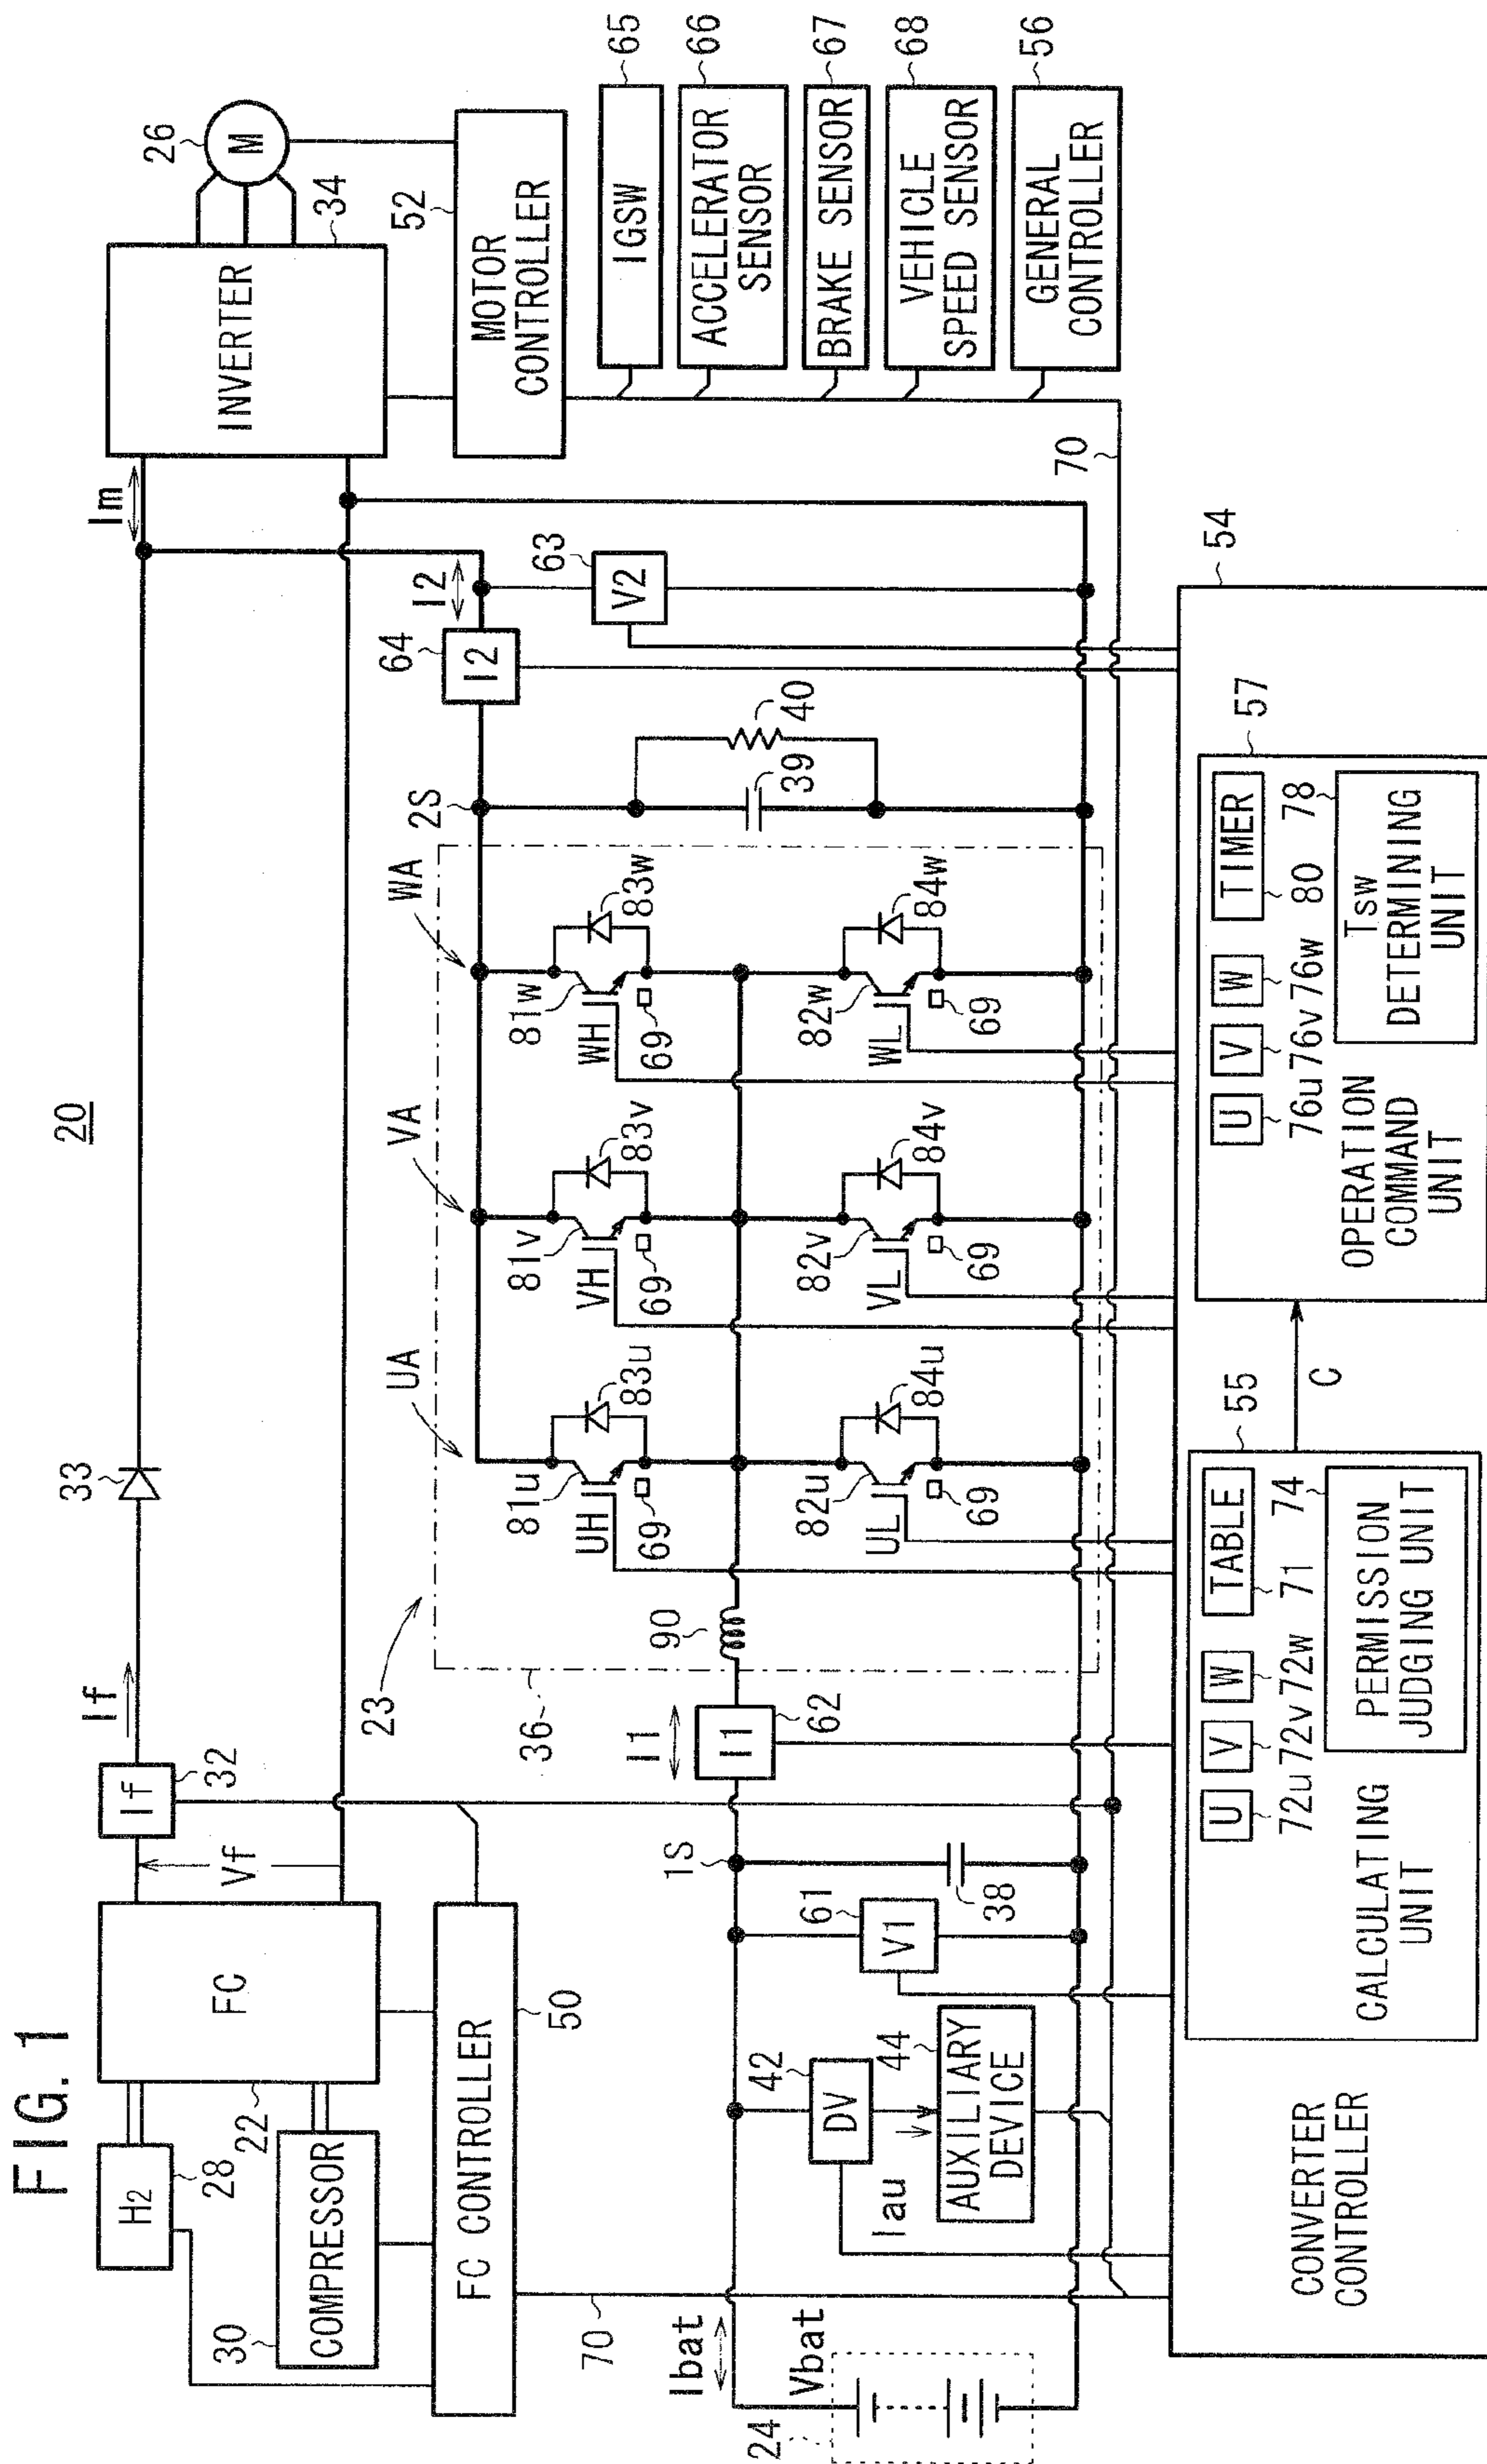 FIG. 1
20
H2
28
FC
22
COMPRESSOR
30
FC CONTROLLER
50
Vf
If
32
If
33
Im
INVERTER
34
M
26
MOTOR
CONTROLLER
52
IGSW
65
ACCELERATOR
SENSOR
66
BRAKE SENSOR
67
VEHICLE
SPEED SENSOR
68
GENERAL
CONTROLLER
56
70
70
Ibat
Vbat
24
DV
42
Iau
AUXILIARY
DEVICE
44
V1
61
1S
38
I1
I1
62
36
23
90
UA
81u
83u
UH
69
82u
84u
UL
69
VA
81v
83v
VH
69
82v
84v
VL
69
WA
81w
83w
WH
69
82w
84w
WL
69
2S
39
40
I2
64
I2
V2
63
54
CONVERTER
CONTROLLER
CALCULATING
UNIT
55
U
V
W
TABLE
72u
72v
72w
71
74
PERMISSION
JUDGING UNIT
C
OPERATION
COMMAND
UNIT
57
U
V
W
TIMER
76u
76v
76w
80
78
Tsw
DETERMINING
UNIT